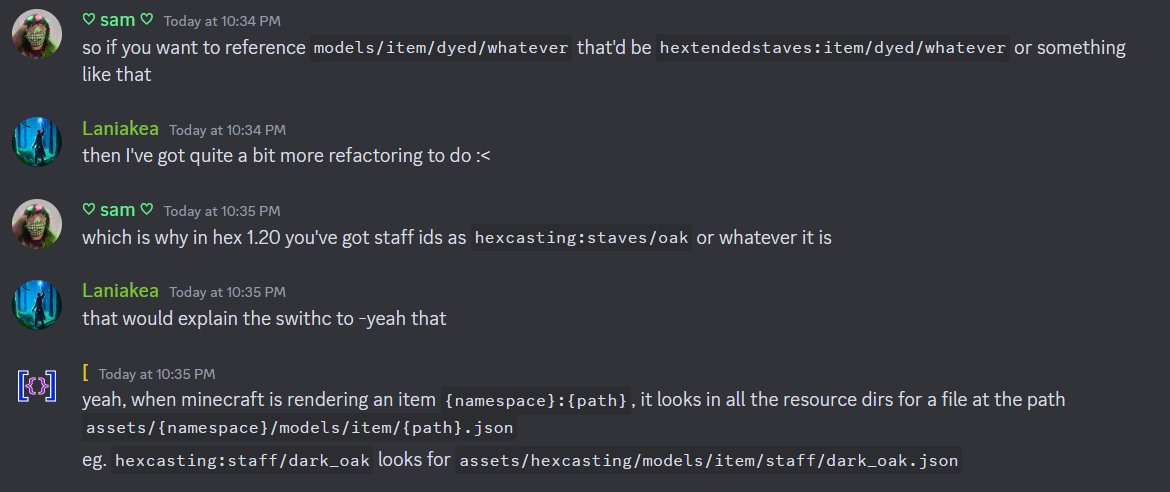 ♡ sam ♡ Today at 10:34 PM
so if you want to reference models/item/dyed/whatever that'd be hextendedstaves:item/dyed/whatever or something
like that
Laniakea Today at 10:34 PM
then I've got quite a bit more refactoring to do :<
♡ sam ♡ Today at 10:35 PM
which is why in hex 1.20 you've got staff ids as hexcasting:staves/oak or whatever it is
Laniakea Today at 10:35 PM
that would explain the swithc to -yeah that
[{}]
[ Today at 10:35 PM
yeah, when minecraft is rendering an item {namespace}:{path}, it looks in all the resource dirs for a file at the path
assets/{namespace}/models/item/{path}.json
eg. hexcasting:staff/dark_oak looks for assets/hexcasting/models/item/staff/dark_oak.json